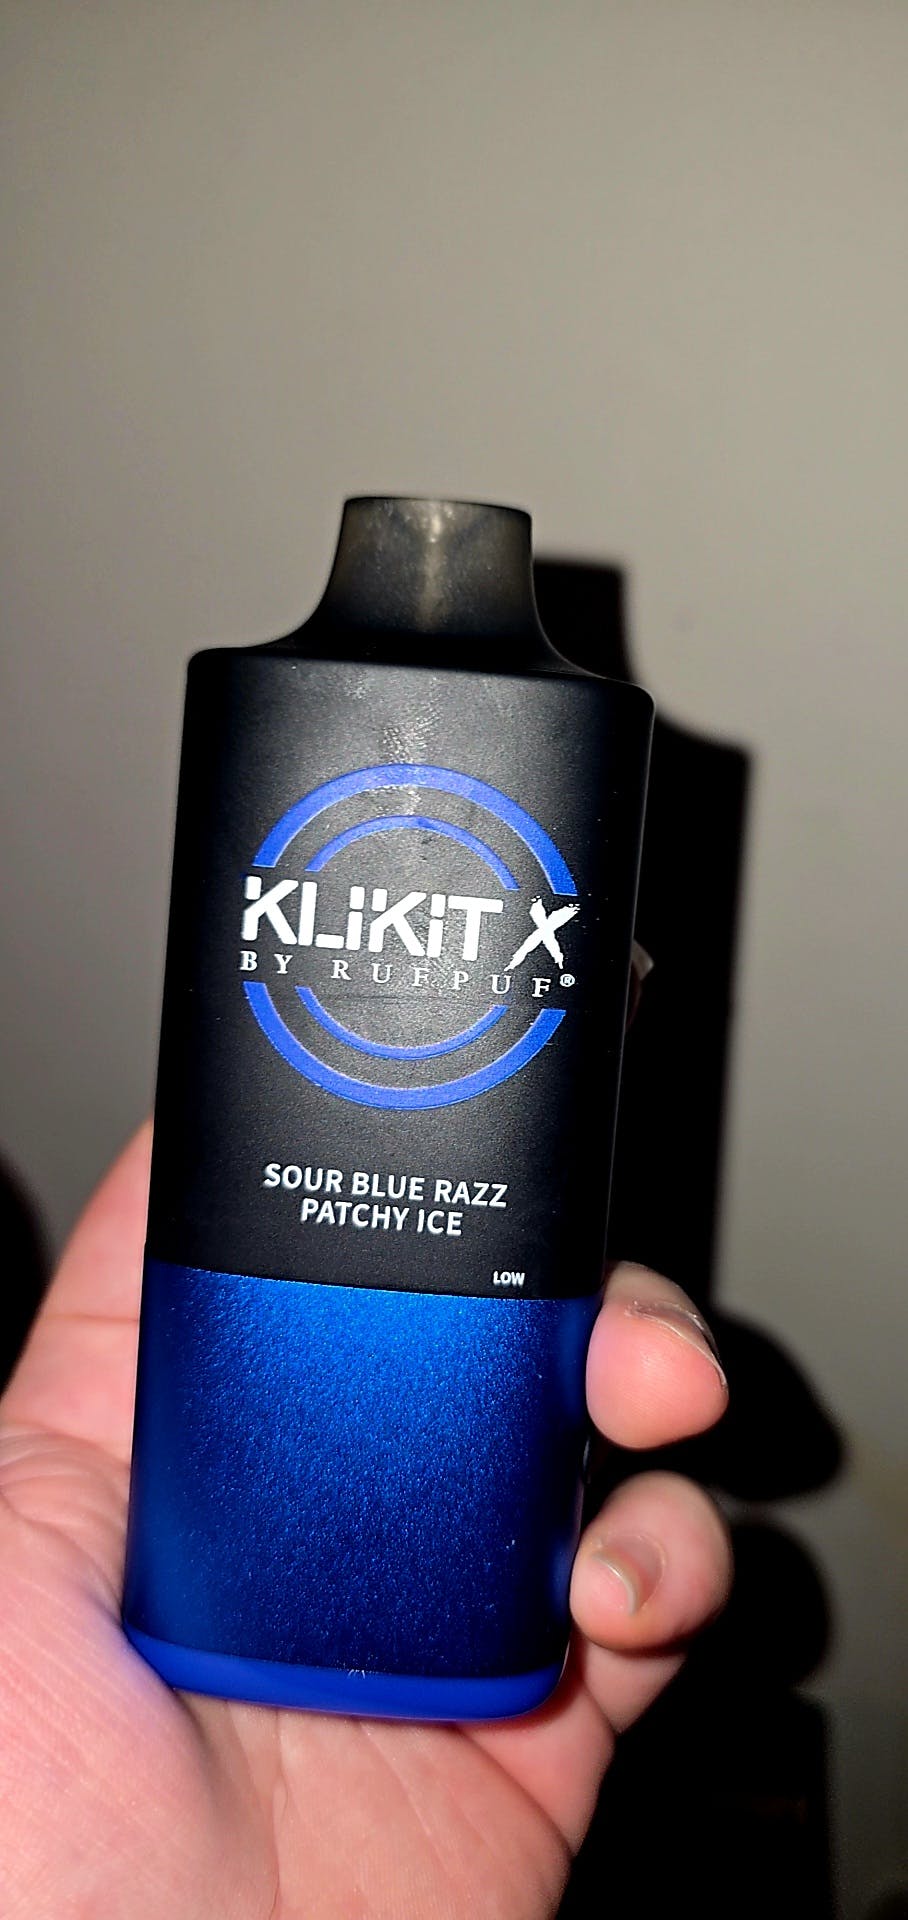 KLiKiT X
BY RUFPUF®
SOUR BLUE RAZZ
PATCHY ICE
LOW